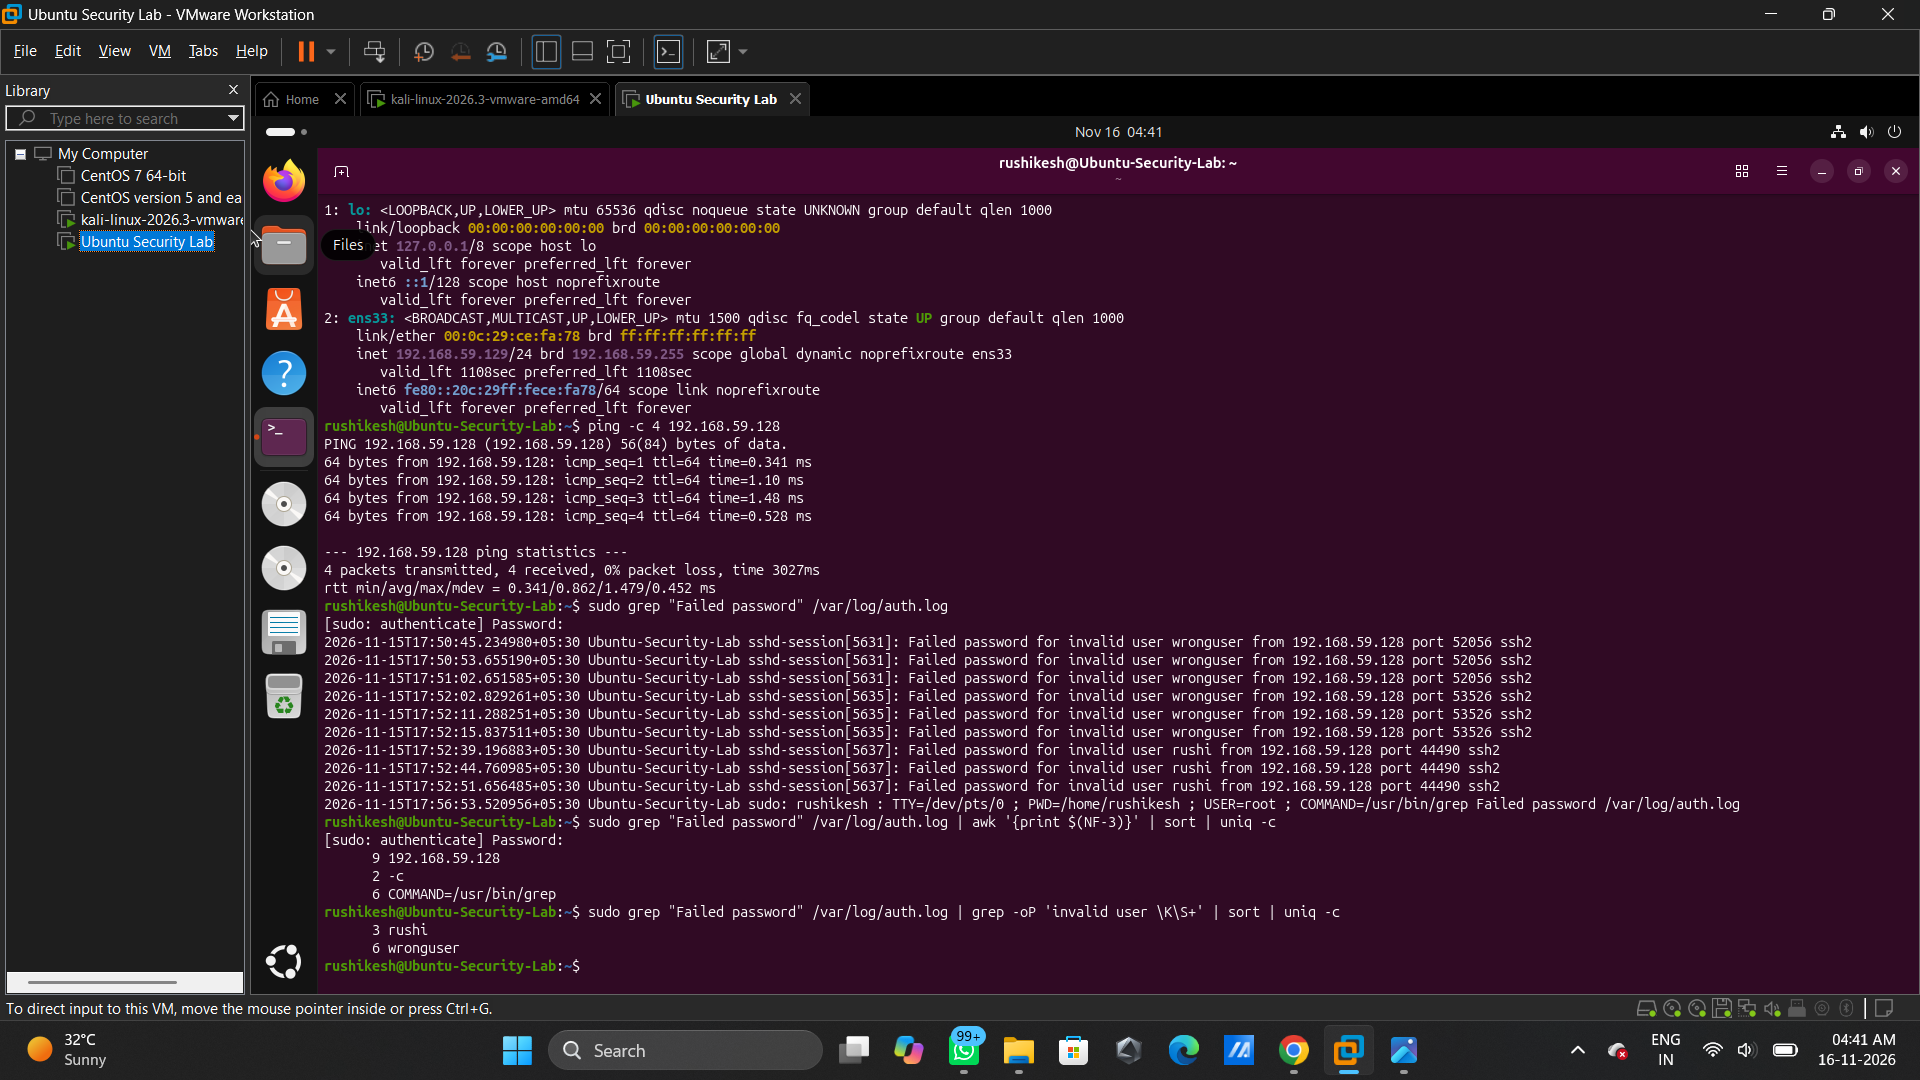 Ubuntu Security Lab - VMware Workstation
File Edit View VM Tabs Help
Library
Type here to search
My Computer
CentOS 7 64-bit
CentOS version 5 and ea
kali-linux-2026.3-vmware
Ubuntu Security Lab
Home kali-linux-2026.3-vmware-amd64 Ubuntu Security Lab
Nov 16 04:41
rushikesh@Ubuntu-Security-Lab: ~
~
Files
1: lo: <LOOPBACK,UP,LOWER_UP> mtu 65536 qdisc noqueue state UNKNOWN group default qlen 1000
link/loopback 00:00:00:00:00:00 brd 00:00:00:00:00:00
et 127.0.0.1/8 scope host lo
valid_lft forever preferred_lft forever
inet6 ::1/128 scope host noprefixroute
valid_lft forever preferred_lft forever
2: ens33: <BROADCAST,MULTICAST,UP,LOWER_UP> mtu 1500 qdisc fq_codel state UP group default qlen 1000
link/ether 00:0c:29:ce:fa:78 brd ff:ff:ff:ff:ff:ff
inet 192.168.59.129/24 brd 192.168.59.255 scope global dynamic noprefixroute ens33
valid_lft 1108sec preferred_lft 1108sec
inet6 fe80::20c:29ff:fece:fa78/64 scope link noprefixroute
valid_lft forever preferred_lft forever
rushikesh@Ubuntu-Security-Lab:~$ ping -c 4 192.168.59.128
PING 192.168.59.128 (192.168.59.128) 56(84) bytes of data.
64 bytes from 192.168.59.128: icmp_seq=1 ttl=64 time=0.341 ms
64 bytes from 192.168.59.128: icmp_seq=2 ttl=64 time=1.10 ms
64 bytes from 192.168.59.128: icmp_seq=3 ttl=64 time=1.48 ms
64 bytes from 192.168.59.128: icmp_seq=4 ttl=64 time=0.528 ms
--- 192.168.59.128 ping statistics ---
4 packets transmitted, 4 received, 0% packet loss, time 3027ms
rtt min/avg/max/mdev = 0.341/0.862/1.479/0.452 ms
rushikesh@Ubuntu-Security-Lab:~$ sudo grep "Failed password" /var/log/auth.log
[sudo: authenticate] Password:
2026-11-15T17:50:45.234980+05:30 Ubuntu-Security-Lab sshd-session[5631]: Failed password for invalid user wronguser from 192.168.59.128 port 52056 ssh2
2026-11-15T17:50:53.655190+05:30 Ubuntu-Security-Lab sshd-session[5631]: Failed password for invalid user wronguser from 192.168.59.128 port 52056 ssh2
2026-11-15T17:51:02.651585+05:30 Ubuntu-Security-Lab sshd-session[5631]: Failed password for invalid user wronguser from 192.168.59.128 port 52056 ssh2
2026-11-15T17:52:02.829261+05:30 Ubuntu-Security-Lab sshd-session[5635]: Failed password for invalid user wronguser from 192.168.59.128 port 53526 ssh2
2026-11-15T17:52:11.288251+05:30 Ubuntu-Security-Lab sshd-session[5635]: Failed password for invalid user wronguser from 192.168.59.128 port 53526 ssh2
2026-11-15T17:52:15.837511+05:30 Ubuntu-Security-Lab sshd-session[5635]: Failed password for invalid user wronguser from 192.168.59.128 port 53526 ssh2
2026-11-15T17:52:39.196883+05:30 Ubuntu-Security-Lab sshd-session[5637]: Failed password for invalid user rushi from 192.168.59.128 port 44490 ssh2
2026-11-15T17:52:44.760985+05:30 Ubuntu-Security-Lab sshd-session[5637]: Failed password for invalid user rushi from 192.168.59.128 port 44490 ssh2
2026-11-15T17:52:51.656485+05:30 Ubuntu-Security-Lab sshd-session[5637]: Failed password for invalid user rushi from 192.168.59.128 port 44490 ssh2
2026-11-15T17:56:53.520956+05:30 Ubuntu-Security-Lab sudo: rushikesh : TTY=/dev/pts/0 ; PWD=/home/rushikesh ; USER=root ; COMMAND=/usr/bin/grep Failed password /var/log/auth.log
rushikesh@Ubuntu-Security-Lab:~$ sudo grep "Failed password" /var/log/auth.log | awk '{print $(NF-3)}' | sort | uniq -c
[sudo: authenticate] Password:
9 192.168.59.128
2 -c
6 COMMAND=/usr/bin/grep
rushikesh@Ubuntu-Security-Lab:~$ sudo grep "Failed password" /var/log/auth.log | grep -oP 'invalid user \K\S+' | sort | uniq -c
3 rushi
6 wronguser
rushikesh@Ubuntu-Security-Lab:~$
To direct input to this VM, move the mouse pointer inside or press Ctrl+G.
32°C
Sunny
Search
99+
ENG
IN
04:41 AM
16-11-2026